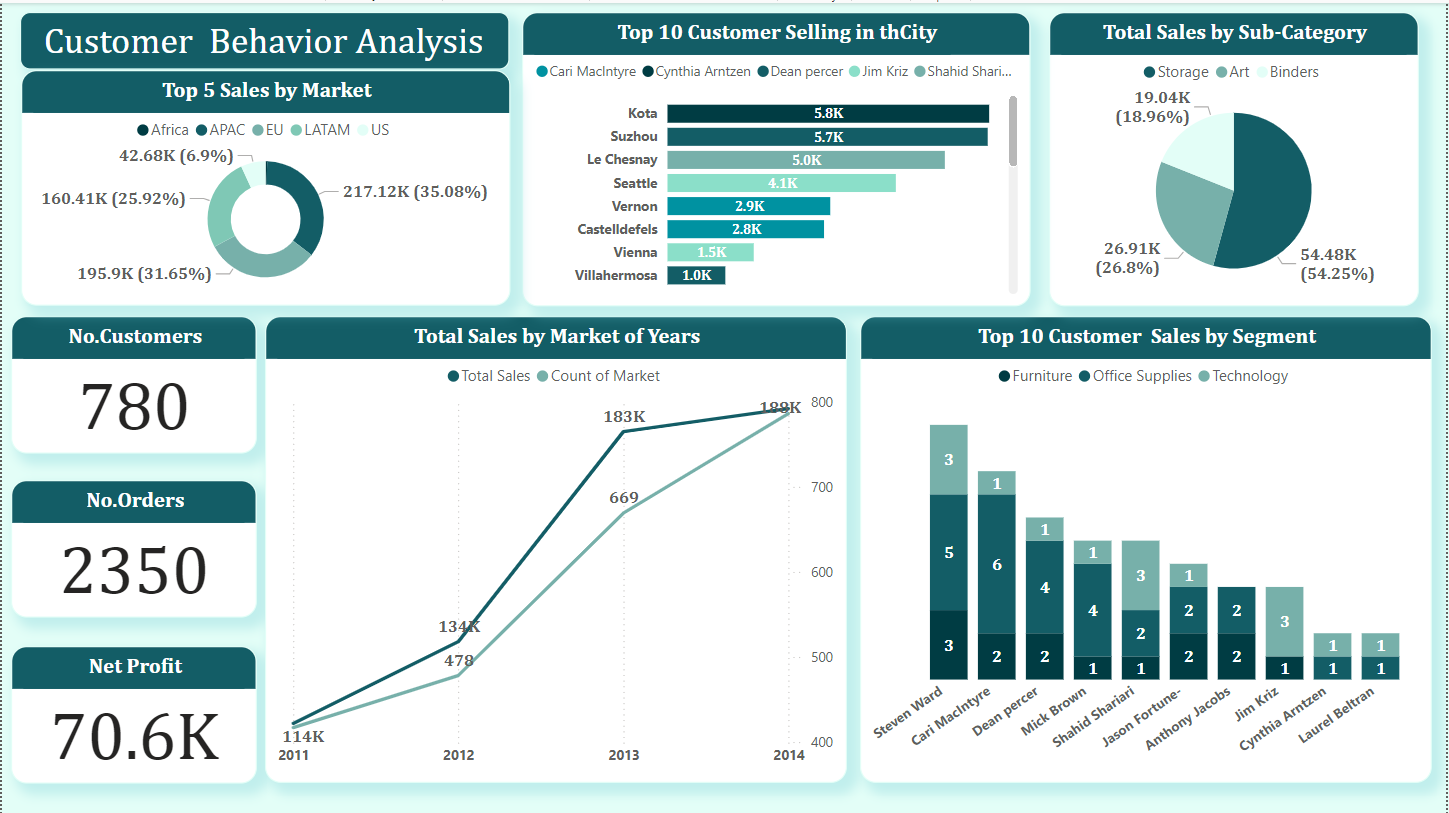 Customer  Behavior Analysis
Top 5 Sales by Market
Africa APAC EU LATAM US
42.68K (6.9%)
217.12K (35.08%)
160.41K (25.92%)
195.9K (31.65%)
Top 10 Customer Selling in thCity
Cari MacIntyre Cynthia Arntzen Dean percer Jim Kriz Shahid Shari...
Kota 5.8K
Suzhou 5.7K
Le Chesnay 5.0K
Seattle 4.1K
Vernon 2.9K
Castelldefels 2.8K
Vienna 1.5K
Villahermosa 1.0K
Total Sales by Sub-Category
Storage Art Binders
19.04K
(18.96%)
26.91K
(26.8%)
54.48K
(54.25%)
No.Customers
780
No.Orders
2350
Net Profit
70.6K
Total Sales by Market of Years
Total Sales Count of Market
800
700
600
500
400
188K
183K
669
134K
478
114K
2011 2012 2013 2014
Top 10 Customer  Sales by Segment
Furniture Office Supplies Technology
3 5 3
1 6 2
1 4 2
1 4 1
3 2 1
1 2 2
2 2
3 1
1 1
1 1
Steven Ward
Cari MacIntyre
Dean percer
Mick Brown
Shahid Shariari
Jason Fortune-
Anthony Jacobs
Jim Kriz
Cynthia Arntzen
Laurel Beltran